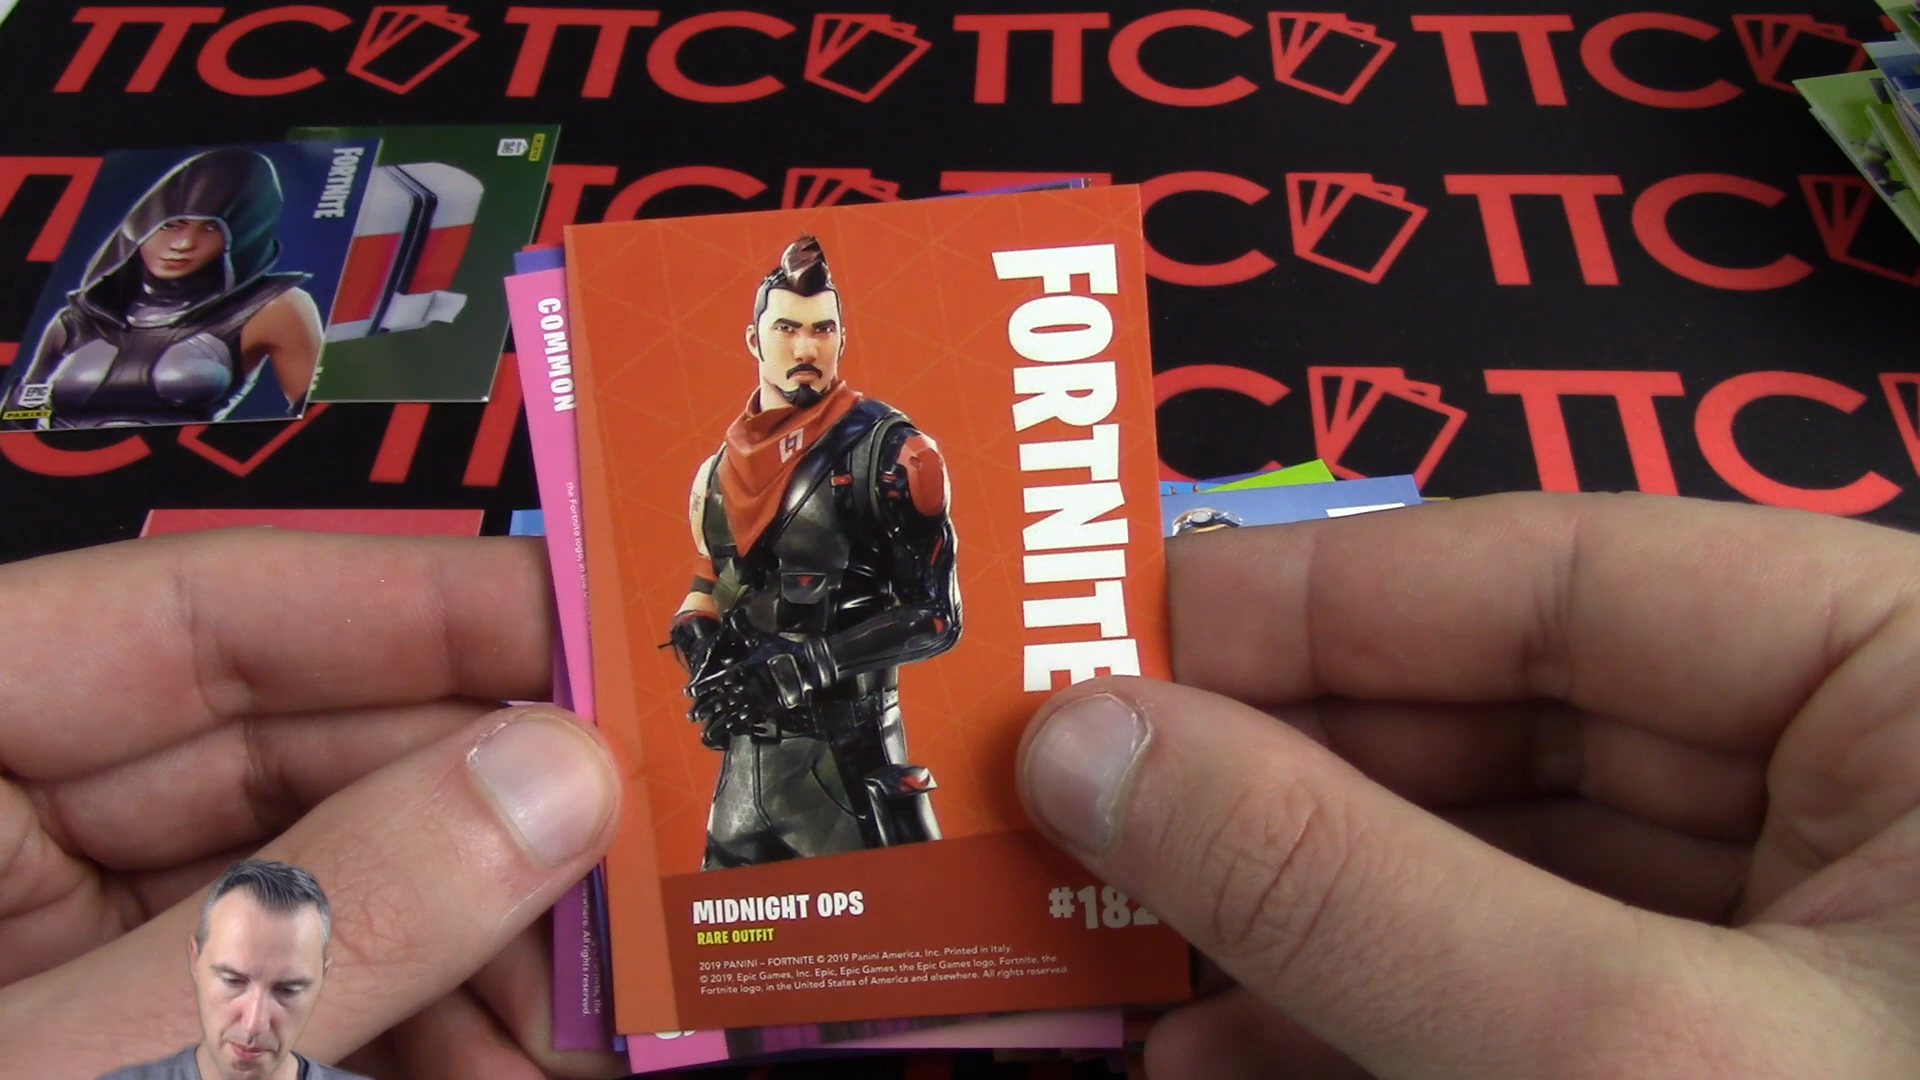 TTC TTC TTC TTC
FORTNITE
PANINI
TTC TTC
TTC
COMMON
FORTNITE
MIDNIGHT OPS
RARE OUTFIT
#182
2019 PANINI – FORTNITE © 2019 Panini America, Inc. Printed in Italy.
© 2019, Epic Games, Inc. Epic, Epic Games, the Epic Games logo, Fortnite, the
Fortnite logo, in the United States of America and elsewhere. All rights reserved.